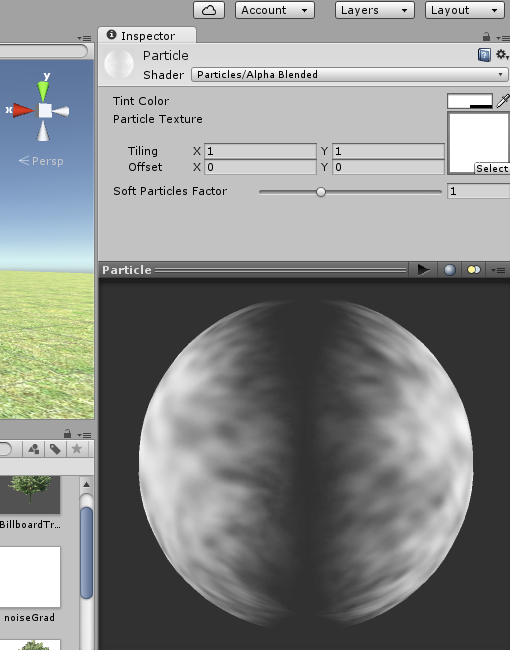 Account Layers Layout
Inspector
Particle
Shader Particles/Alpha Blended
Tint Color
Particle Texture
Tiling X 1 Y 1
Offset X 0 Y 0
Select
Soft Particles Factor 1
Particle
y
x
Persp
BillboardTr...
noiseGrad